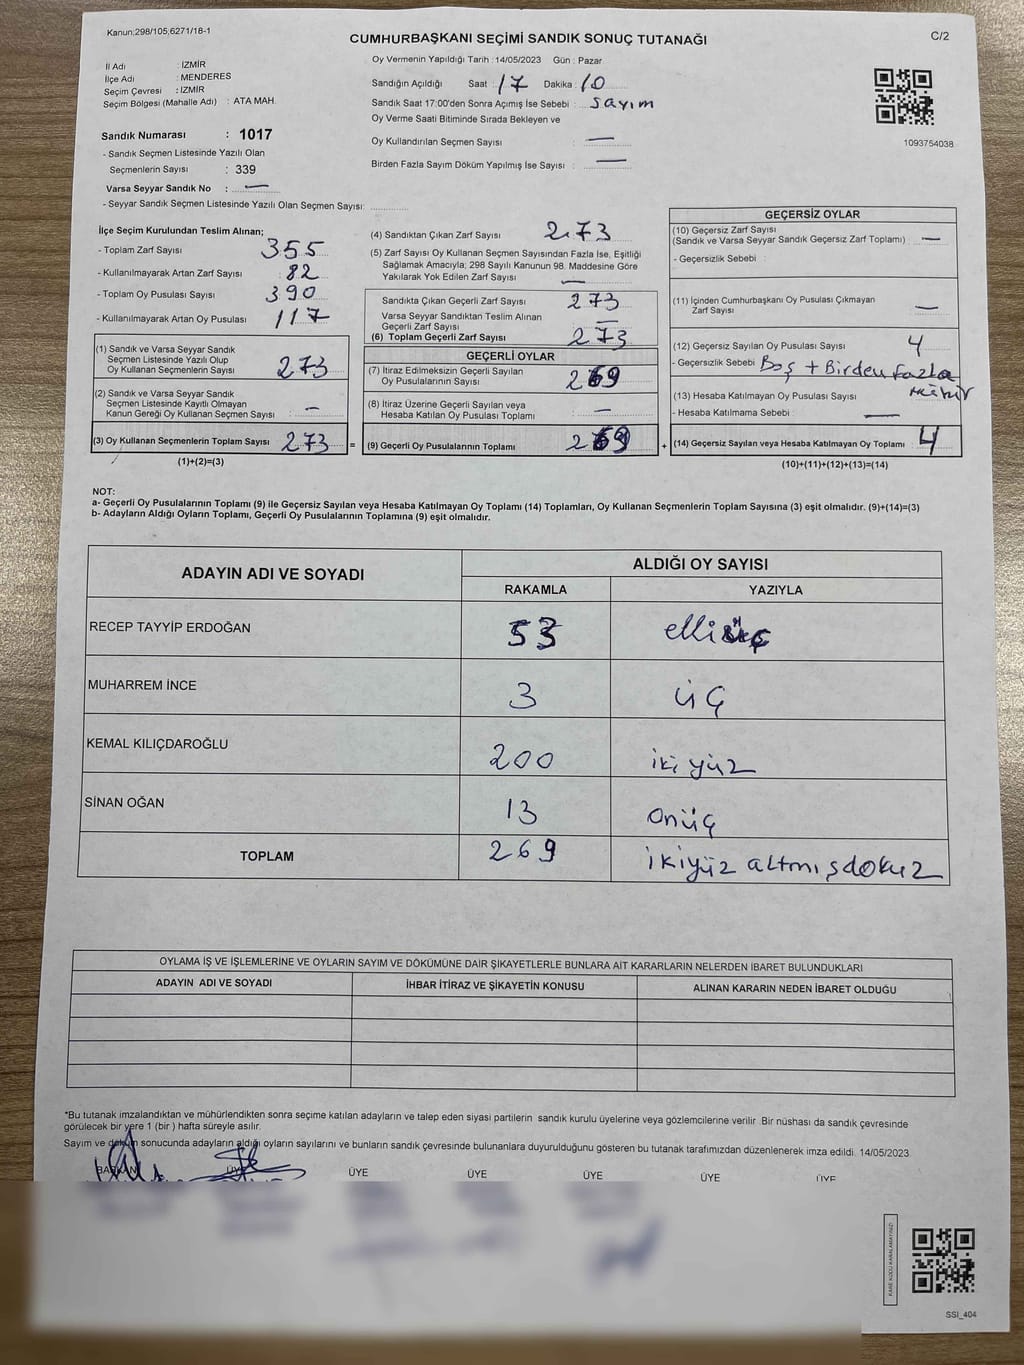 Kanun;298/105;6271/18-1
CUMHURBAŞKANI SEÇİMİ SANDIK SONUÇ TUTANAĞI
C/2
İl Adı : İZMİR
İlçe Adı : MENDERES
Seçim Çevresi : İZMİR
Seçim Bölgesi (Mahalle Adı) : ATA MAH.
Oy Vermenin Yapıldığı Tarih : 14/05/2023 Gün : Pazar
Sandığın Açıldığı Saat : 17 Dakika : 10
Sandık Saat 17:00'den Sonra Açımış İse Sebebi : sayım
Oy Verme Saati Bitiminde Sırada Bekleyen ve
Oy Kullandırılan Seçmen Sayısı : —
Birden Fazla Sayım Döküm Yapılmış İse Sayısı : —
1093754038
Sandık Numarası : 1017
- Sandık Seçmen Listesinde Yazılı Olan
Seçmenlerin Sayısı : 339
Varsa Seyyar Sandık No : —
- Seyyar Sandık Seçmen Listesinde Yazılı Olan Seçmen Sayısı:
İlçe Seçim Kurulundan Teslim Alınan;
- Toplam Zarf Sayısı 355
- Kullanılmayarak Artan Zarf Sayısı : 82
- Toplam Oy Pusulası Sayısı 390
- Kullanılmayarak Artan Oy Pusulası 117
(1) Sandık ve Varsa Seyyar Sandık
Seçmen Listesinde Yazılı Olup
Oy Kullanan Seçmenlerin Sayısı : 273
(2) Sandık ve Varsa Seyyar Sandık
Seçmen Listesinde Kayıtlı Olmayan
Kanun Gereği Oy Kullanan Seçmen Sayısı : —
(3) Oy Kullanan Seçmenlerin Toplam Sayısı : 273
(1)+(2)=(3)
(4) Sandıktan Çıkan Zarf Sayısı : 273
(5) Zarf Sayısı Oy Kullanan Seçmen Sayısından Fazla İse, Eşitliği
Sağlamak Amacıyla; 298 Sayılı Kanunun 98. Maddesine Göre
Yakılarak Yok Edilen Zarf Sayısı : —
Sandıkta Çıkan Geçerli Zarf Sayısı : 273
Varsa Seyyar Sandıktan Teslim Alınan
Geçerli Zarf Sayısı : —
(6) Toplam Geçerli Zarf Sayısı : 273
GEÇERLİ OYLAR
(7) İtiraz Edilmeksizin Geçerli Sayılan
Oy Pusulalarının Sayısı : 269
(8) İtiraz Üzerine Geçerli Sayılan veya
Hesaba Katılan Oy Pusulaları Toplamı : —
= (9) Geçerli Oy Pusulalarının Toplamı : 269 +
GEÇERSİZ OYLAR
(10) Geçersiz Zarf Sayısı
(Sandık ve Varsa Seyyar Sandık Geçersiz Zarf Toplamı) : —
- Geçersizlik Sebebi :
(11) İçinden Cumhurbaşkanı Oy Pusulası Çıkmayan
Zarf Sayısı : —
(12) Geçersiz Sayılan Oy Pusulası Sayısı : 4
- Geçersizlik Sebebi : Boş + Birden fazla
mühür
(13) Hesaba Katılmayan Oy Pusulası Sayısı :
- Hesaba Katılmama Sebebi : —
(14) Geçersiz Sayılan veya Hesaba Katılmayan Oy Toplamı : 4
(10)+(11)+(12)+(13)=(14)
NOT:
a- Geçerli Oy Pusulalarının Toplamı (9) ile Geçersiz Sayılan veya Hesaba Katılmayan Oy Toplamı (14) Toplamları, Oy Kullanan Seçmenlerin Toplam Sayısına (3) eşit olmalıdır. (9)+(14)=(3)
b- Adayların Aldığı Oyların Toplamı, Geçerli Oy Pusulalarının Toplamına (9) eşit olmalıdır.
ADAYIN ADI VE SOYADI
ALDIĞI OY SAYISI
RAKAMLA YAZIYLA
RECEP TAYYİP ERDOĞAN 53 elliüç
MUHARREM İNCE 3 üç
KEMAL KILIÇDAROĞLU 200 ikiyüz
SİNAN OĞAN 13 onüç
TOPLAM 269 ikiyüz altmışdokuz
OYLAMA İŞ VE İŞLEMLERİNE VE OYLARIN SAYIM VE DÖKÜMÜNE DAİR ŞİKAYETLERLE BUNLARA AİT KARARLARIN NELERDEN İBARET BULUNDUKLARI
ADAYIN ADI VE SOYADI İHBAR İTİRAZ VE ŞİKAYETİN KONUSU ALINAN KARARIN NEDEN İBARET OLDUĞU
*Bu tutanak imzalandıktan ve mühürlendikten sonra seçime katılan adayların ve talep eden siyasi partilerin sandık kurulu üyelerine veya gözlemcilerine verilir. Bir nüshası da sandık çevresinde
görülecek bir yere 1 (bir ) hafta süreyle asılır.
Sayım ve döküm sonucunda adayların aldığı oyların sayılarını ve bunların sandık çevresinde bulunanlara duyurulduğunu gösteren bu tutanak tarafımızdan düzenlenerek imza edildi. 14/05/2023
BAŞKAN ÜYE ÜYE ÜYE ÜYE ÜYE ÜYE
KARE KODU KARALAMAYINIZ!
SSİ_404